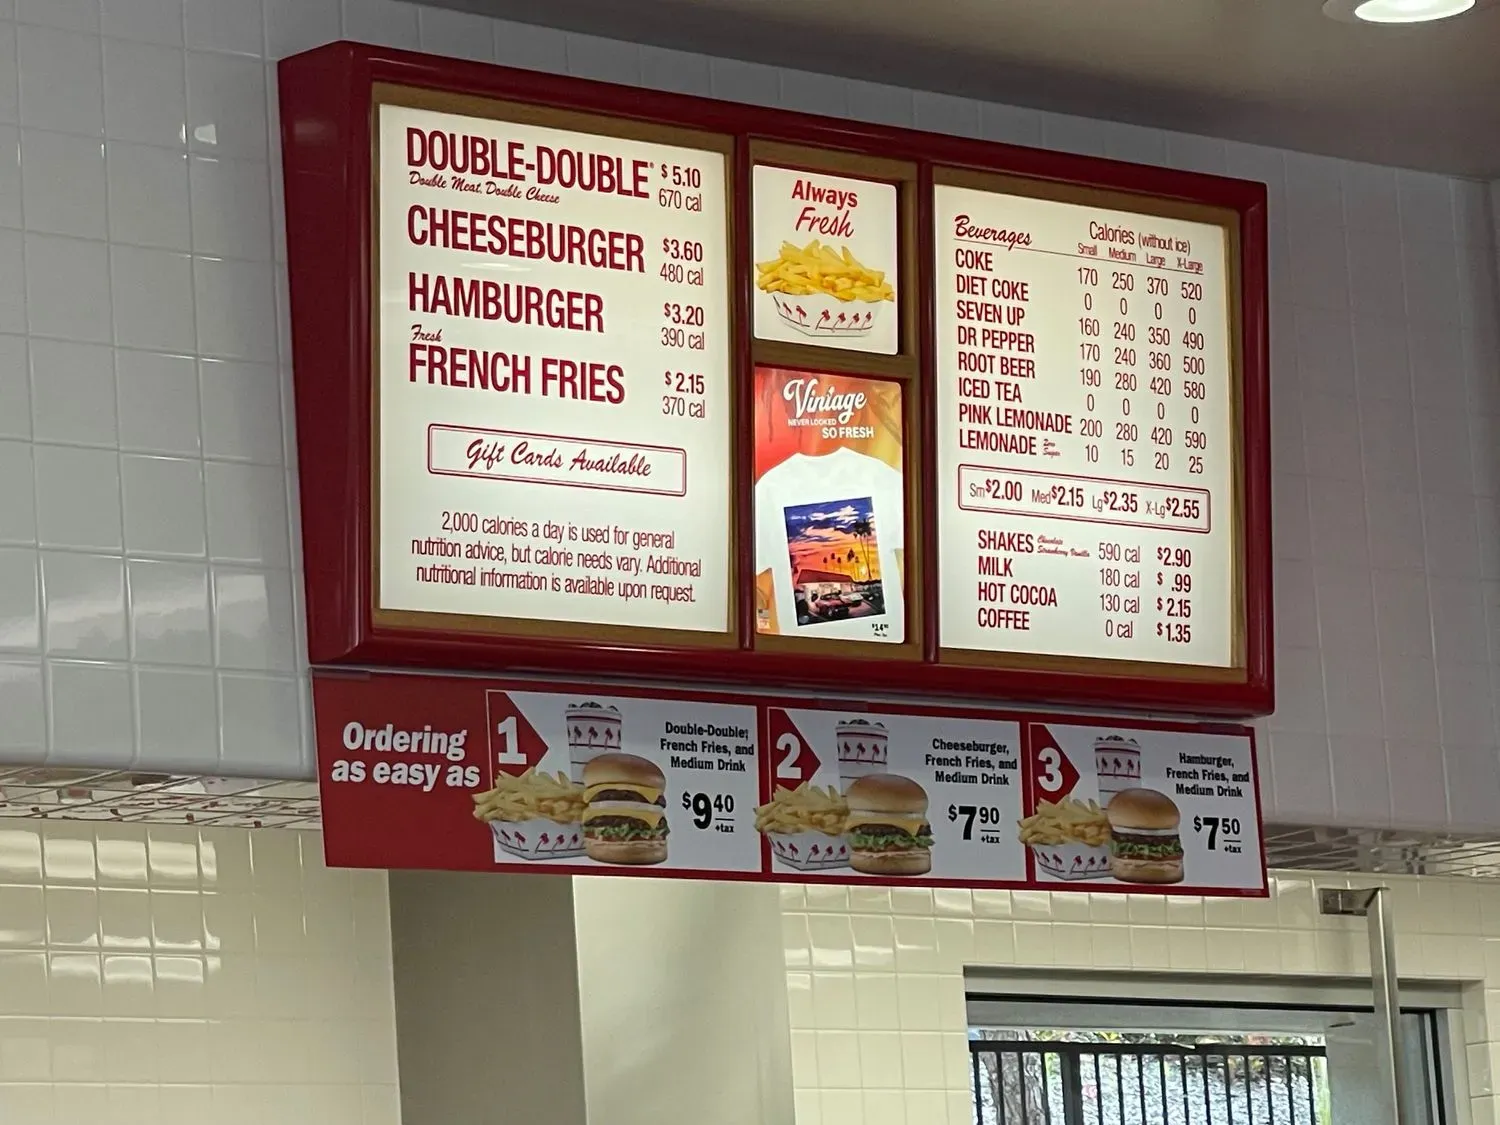 DOUBLE-DOUBLE® $5.10
Double Meat, Double Cheese 670 cal
CHEESEBURGER $3.60
480 cal
HAMBURGER $3.20
390 cal
Fresh
FRENCH FRIES $2.15
370 cal
Gift Cards Available
2,000 calories a day is used for general
nutrition advice, but calorie needs vary. Additional
nutritional information is available upon request.
Always
Fresh
Vintage
NEVER LOOKED
SO FRESH
Beverages Calories (without ice)
Small Medium Large X-Large
COKE 170 250 370 520
DIET COKE 0 0 0 0
SEVEN UP 160 240 350 490
DR PEPPER 170 240 360 500
ROOT BEER 190 280 420 580
ICED TEA 0 0 0 0
PINK LEMONADE 200 280 420 590
LEMONADE Zero Sugar 10 15 20 25
Sm$2.00 Med$2.15 Lg$2.35 X-Lg$2.55
SHAKES Chocolate Strawberry Vanilla 590 cal $2.90
MILK 180 cal $ .99
HOT COCOA 130 cal $2.15
COFFEE 0 cal $1.35
Ordering
as easy as
1
Double-Double,
French Fries, and
Medium Drink
$9.40
+tax
2
Cheeseburger,
French Fries, and
Medium Drink
$7.90
+tax
3
Hamburger,
French Fries, and
Medium Drink
$7.50
+tax